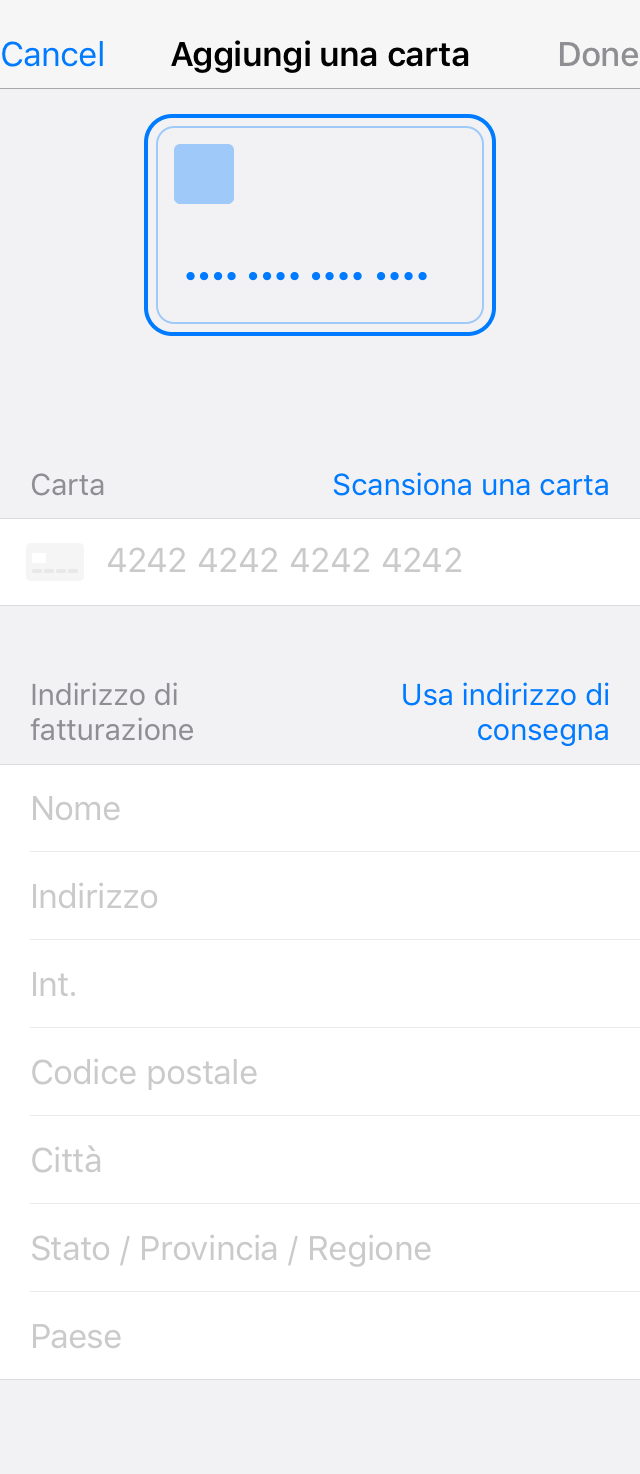 Cancel Aggiungi una carta Done
•••• •••• •••• ••••
Carta Scansiona una carta
4242 4242 4242 4242
Indirizzo di fatturazione
Usa indirizzo di consegna
Nome
Indirizzo
Int.
Codice postale
Città
Stato / Provincia / Regione
Paese